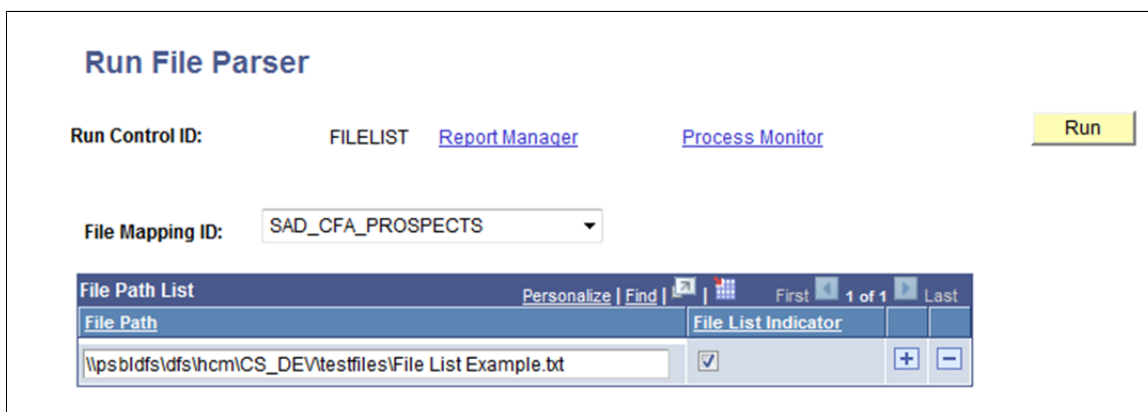 Run File Parser
Run Control ID: FILELIST Report Manager Process Monitor Run
File Mapping ID: SAD_CFA_PROSPECTS
File Path List Personalize | Find | | First 1 of 1 Last
File Path File List Indicator
\\psbldfs\dfs\hcm\CS_DEV\testfiles\File List Example.txt